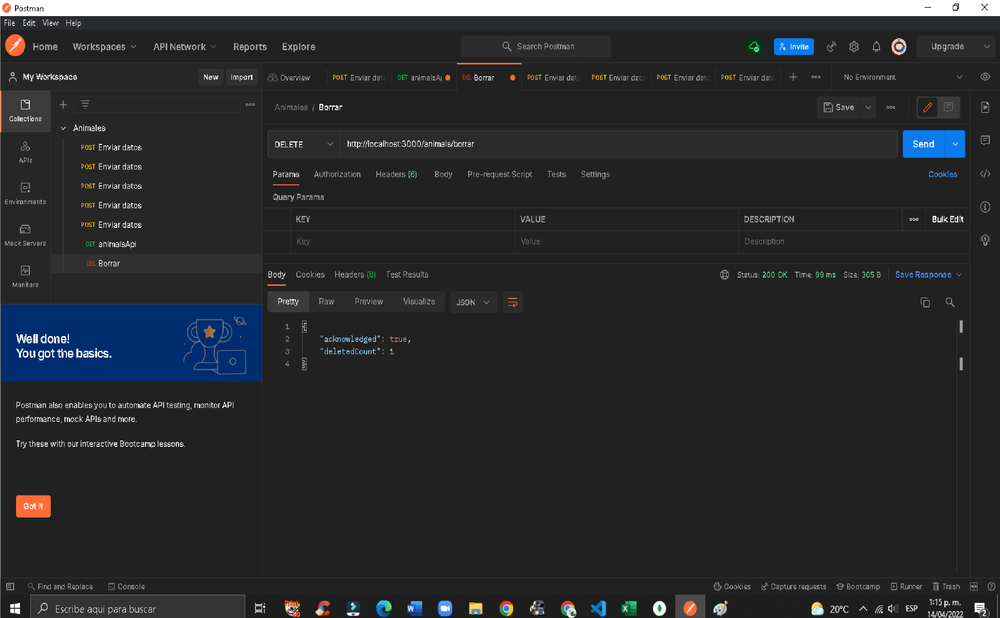 Postman
File Edit View Help
Home Workspaces API Network Reports Explore Search Postman Invite Upgrade
My Workspace New Import Overview POST Enviar dato GET animalsA DEL Borrar POST Enviar dato POST Enviar dato POST Enviar dato POST Enviar dato No Environment
Collections
APIs
Environments
Mock Servers
Monitors
Animales
POST Enviar datos
POST Enviar datos
POST Enviar datos
POST Enviar datos
POST Enviar datos
GET animalsApi
DEL Borrar
Well done!
You got the basics.
Postman also enables you to automate API testing, monitor API
performance, mock APIs and more.
Try these with our interactive Bootcamp lessons.
Got it
Animales / Borrar Save
DELETE http://localhost:3000/animals/borrar Send
Params Authorization Headers (6) Body Pre-request Script Tests Settings Cookies
Query Params
KEY VALUE DESCRIPTION Bulk Edit
Key Value Description
Body Cookies Headers (8) Test Results Status: 200 OK Time: 99 ms Size: 305 B Save Response
Pretty Raw Preview Visualize JSON
1 {
2 "acknowledged": true,
3 "deletedCount": 1
4 }
Find and Replace Console Cookies Capture requests Bootcamp Runner Trash
Escribe aquí para buscar 20°C ESP 1:15 p. m.
14/04/2022 2